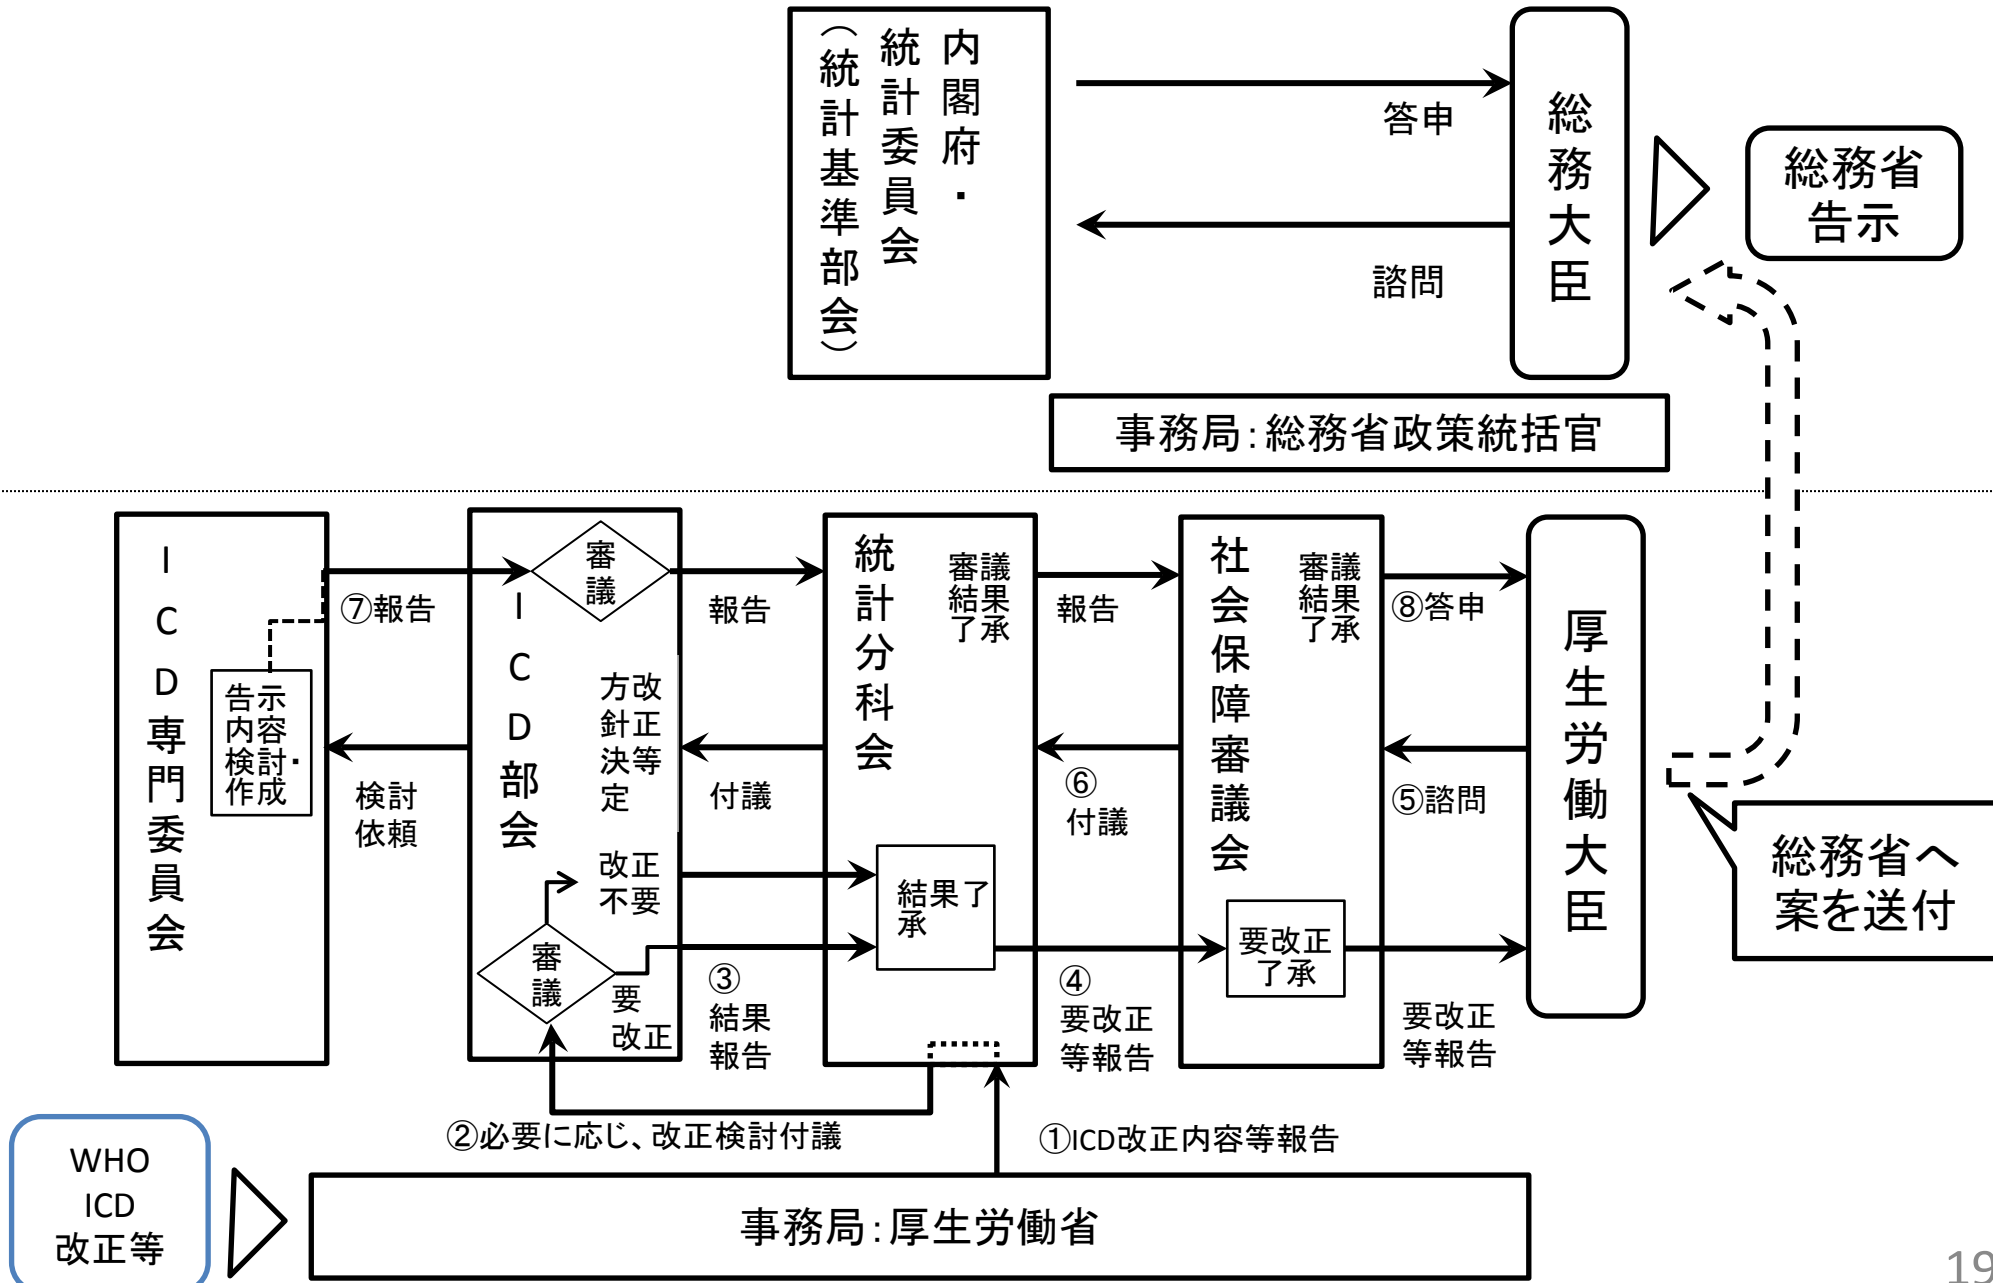 内閣府・
統計委員会
（統計基準部会）
答申
諮問
総務大臣
総務省
告示
事務局：総務省政策統括官
ＩＣＤ専門委員会
告示
内容
検討・
作成
⑦報告
検討
依頼
ＩＣＤ部会
審議
改正等
方針決定
改正
不要
審議
要
改正
報告
付議
③
結果
報告
統計分科会
審議
結果
了承
結果了
承
報告
⑥
付議
④
要改正
等報告
社会保障審議会
審議
結果
了承
要改正
了承
⑧答申
⑤諮問
要改正
等報告
厚生労働大臣
総務省へ
案を送付
②必要に応じ、改正検討付議
①ICD改正内容等報告
WHO
ICD
改正等
事務局：厚生労働省
19